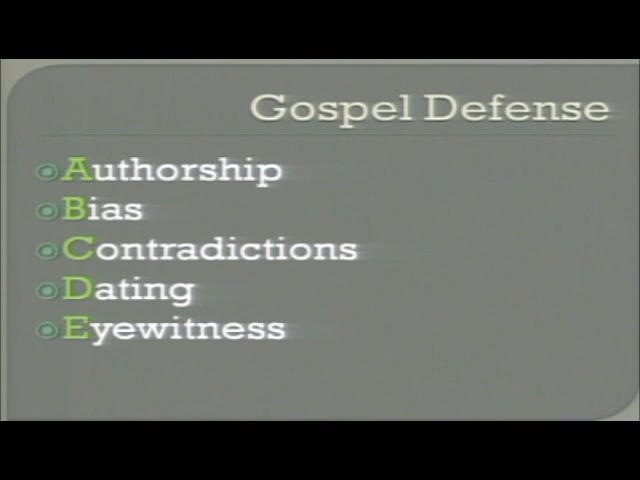 Gospel Defense
Authorship
Bias
Contradictions
Dating
Eyewitness